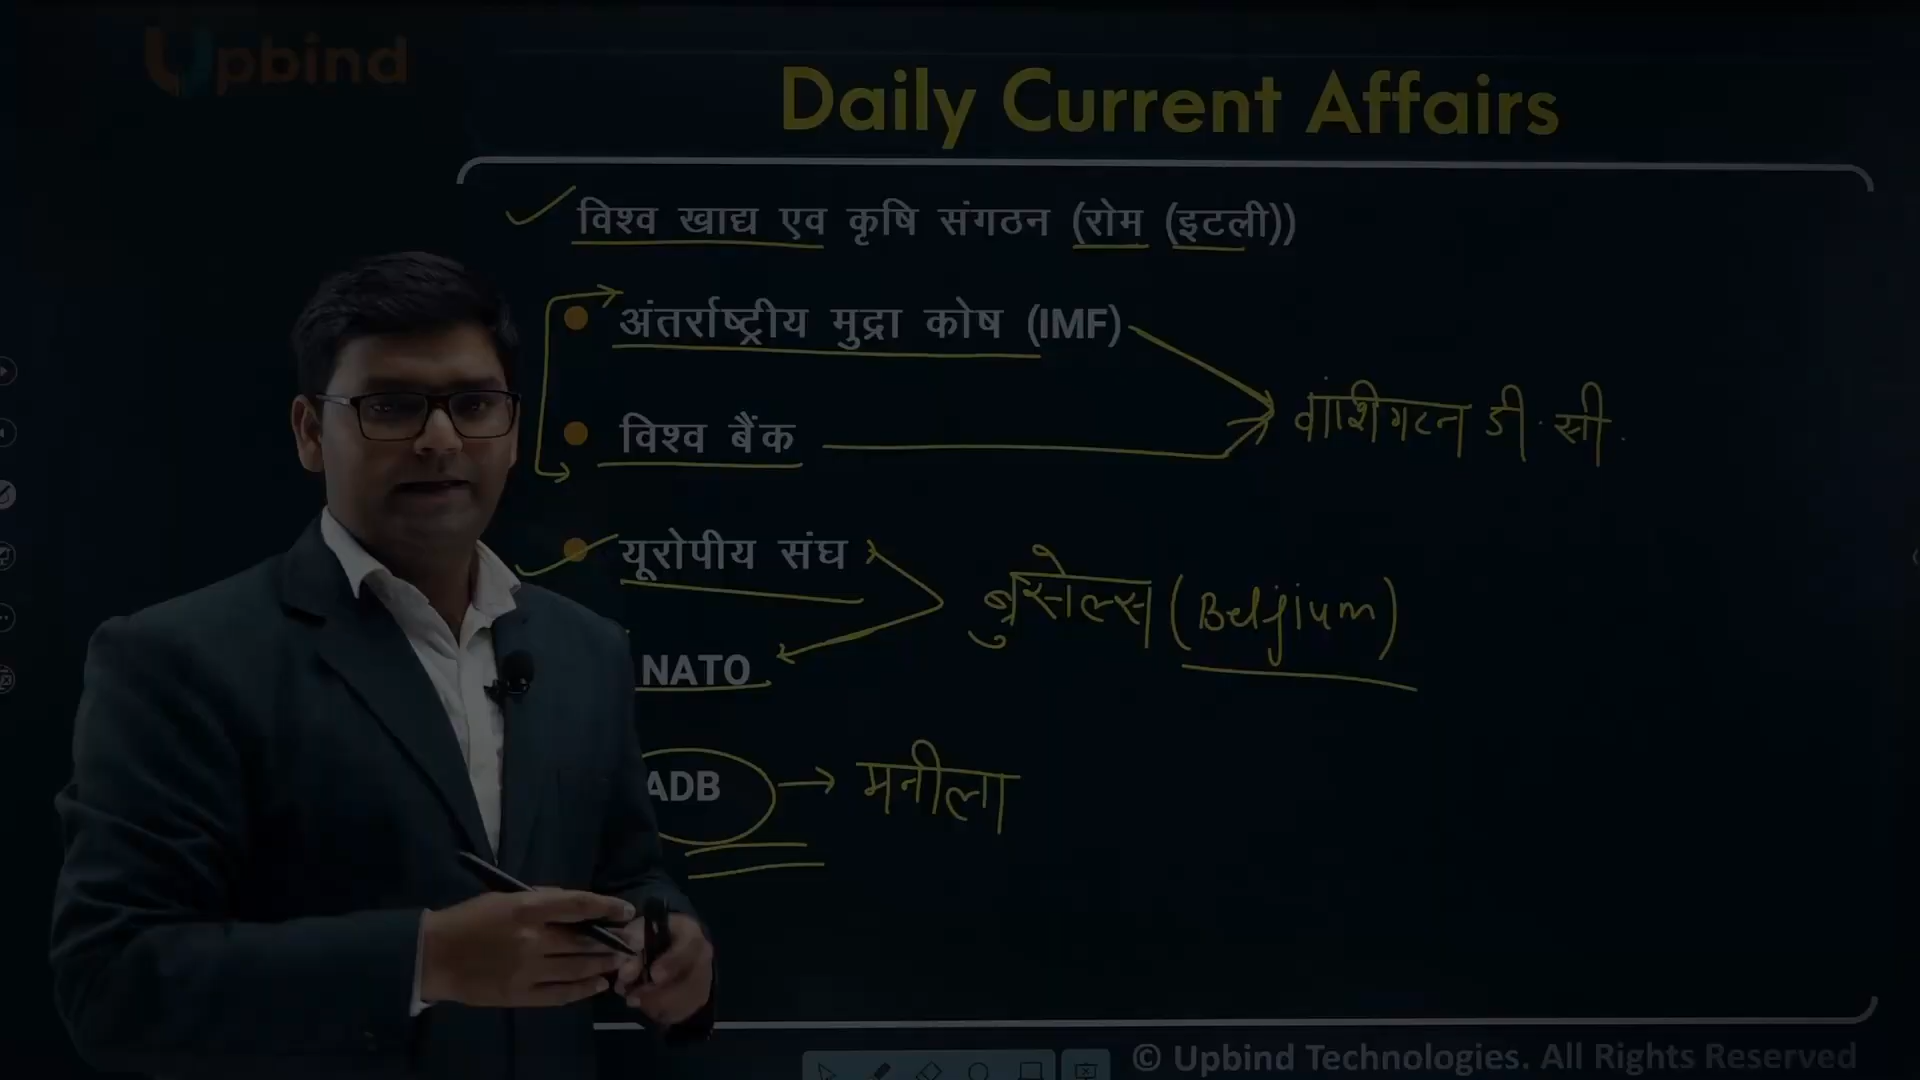 Upbind
Daily Current Affairs
विश्व खाद्य एव कृषि संगठन (रोम (इटली))
अंतर्राष्ट्रीय मुद्रा कोष (IMF)
विश्व बैंक
वांशिगटन डी.सी.
यूरोपीय संघ
ब्रुसेल्स (Belgium)
NATO
ADB → मनीला
© Upbind Technologies. All Rights Reserved